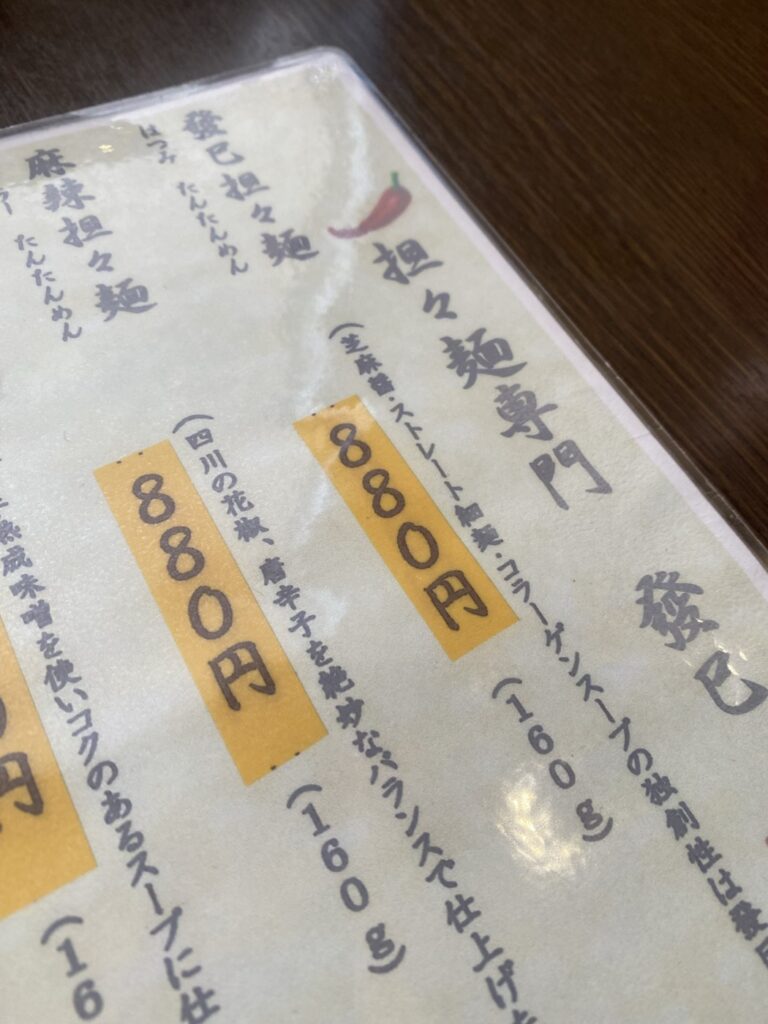 担々麺専門 發巳
發巳担々麺
はつみ たんたんめん
880円
(160g)
(芝麻醤・ストレート細麺・コラーゲンスープの独創性は發
麻辣担々麺
ラー たんたんめん
880円
(160g)
(四川の花椒、唐辛子を絶妙なバランスで仕上げた
円
(16
熟成味噌を使いコクのあるスープに仕